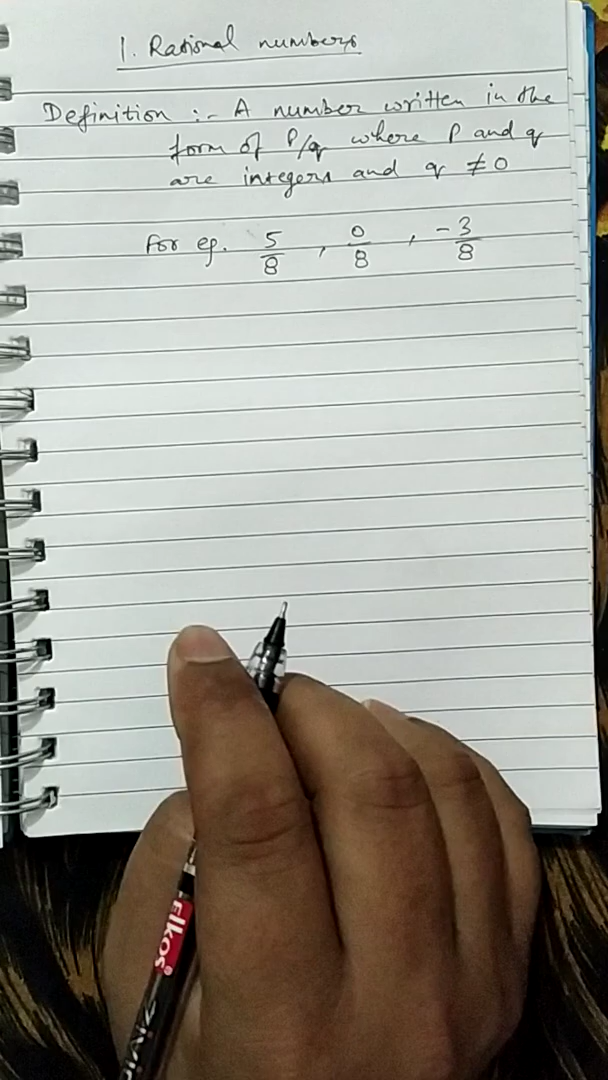 1. Rational numbers
Definition :- A number written in the
form of P/q where P and q
are integers and q ≠ 0
For eg. 5/8 , 0/8 , -3/8
Elkos